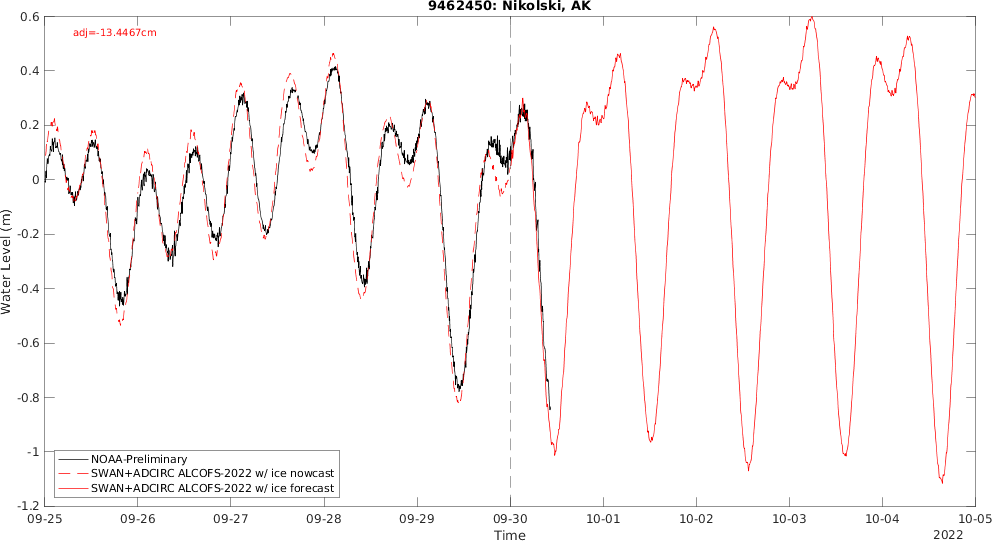 9462450: Nikolski, AK
adj=-13.4467cm
0.6
0.4
0.2
0
-0.2
-0.4
-0.6
-0.8
-1
-1.2
Water Level (m)
NOAA-Preliminary
SWAN+ADCIRC ALCOFS-2022 w/ ice nowcast
SWAN+ADCIRC ALCOFS-2022 w/ ice forecast
09-25 09-26 09-27 09-28 09-29 09-30 10-01 10-02 10-03 10-04 10-05
Time
2022